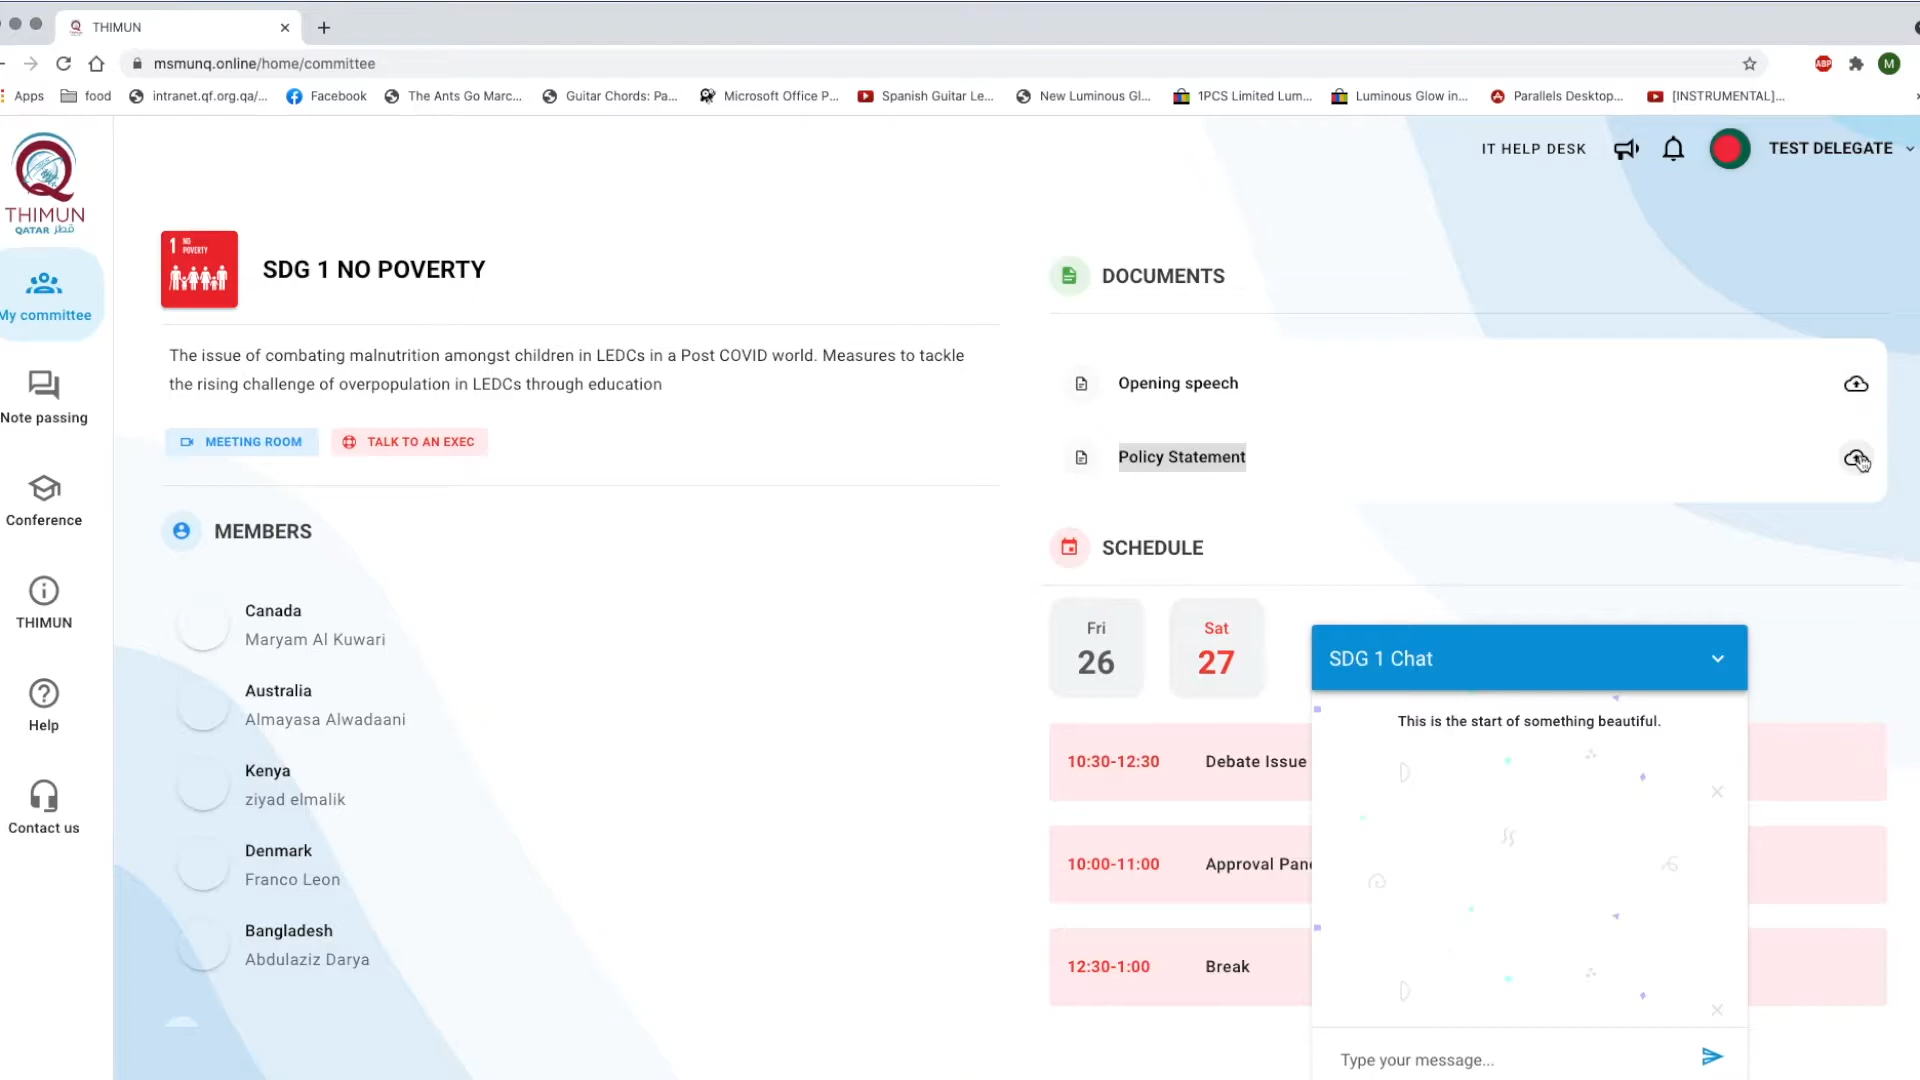 THIMUN
msmunq.online/home/committee
ABP
M
Apps
food
intranet.qf.org.qa/...
Facebook
The Ants Go Marc...
Guitar Chords: Pa...
Microsoft Office P...
Spanish Guitar Le...
New Luminous Gl...
1PCS Limited Lum...
Luminous Glow in...
Parallels Desktop...
[INSTRUMENTAL]...
THIMUN
QATAR قطر
IT HELP DESK
TEST DELEGATE
My committee
Note passing
Conference
THIMUN
Help
Contact us
1 NO
POVERTY
SDG 1 NO POVERTY
The issue of combating malnutrition amongst children in LEDCs in a Post COVID world. Measures to tackle
the rising challenge of overpopulation in LEDCs through education
MEETING ROOM
TALK TO AN EXEC
MEMBERS
Canada
Maryam Al Kuwari
Australia
Almayasa Alwadaani
Kenya
ziyad elmalik
Denmark
Franco Leon
Bangladesh
Abdulaziz Darya
DOCUMENTS
Opening speech
Policy Statement
SCHEDULE
Fri
26
Sat
27
10:30-12:30 Debate Issue
10:00-11:00 Approval Pane
12:30-1:00 Break
SDG 1 Chat
This is the start of something beautiful.
Type your message...